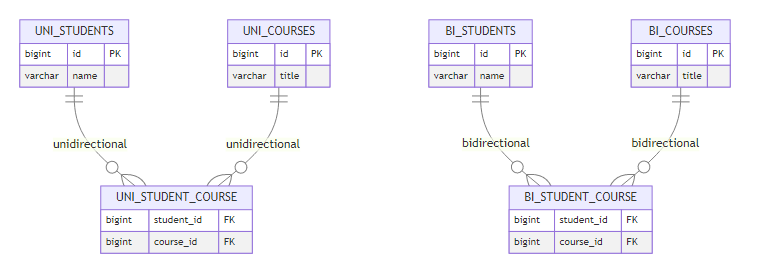 UNI_STUDENTS
bigint id PK
varchar name
UNI_COURSES
bigint id PK
varchar title
unidirectional
unidirectional
UNI_STUDENT_COURSE
bigint student_id FK
bigint course_id FK
BI_STUDENTS
bigint id PK
varchar name
BI_COURSES
bigint id PK
varchar title
bidirectional
bidirectional
BI_STUDENT_COURSE
bigint student_id FK
bigint course_id FK